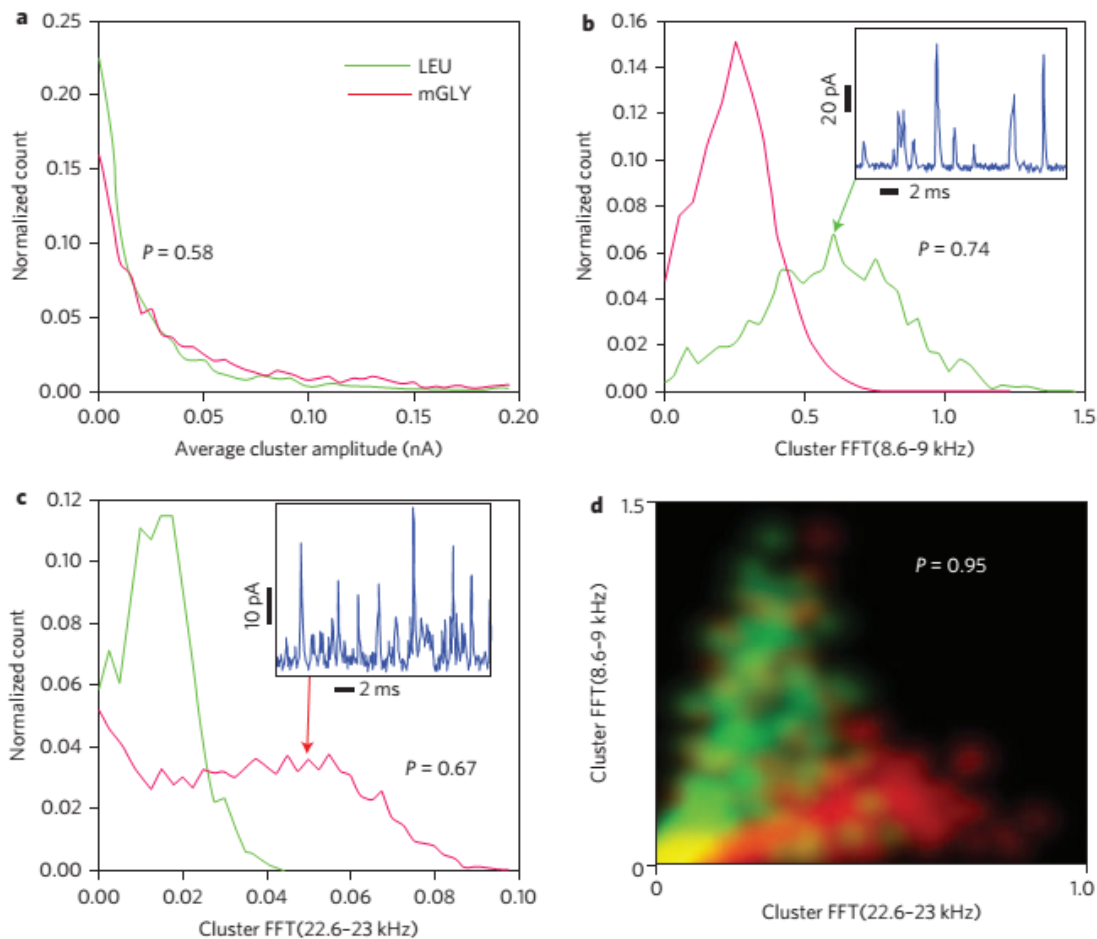 a
0.25
0.20
0.15
0.10
0.05
0.00
Normalized count
LEU
mGLY
P = 0.58
0.00
0.05
0.10
0.15
0.20
Average cluster amplitude (nA)
b
0.16
0.14
0.12
0.10
0.08
0.06
0.04
0.02
0.00
Normalized count
20 pA
2 ms
P = 0.74
0.0
0.5
1.0
1.5
Cluster FFT(8.6–9 kHz)
c
0.12
0.10
0.08
0.06
0.04
0.02
0.00
Normalized count
10 pA
2 ms
P = 0.67
0.00
0.02
0.04
0.06
0.08
0.10
Cluster FFT(22.6–23 kHz)
d
1.5
0
Cluster FFT(8.6–9 kHz)
P = 0.95
0
1.0
Cluster FFT(22.6–23 kHz)